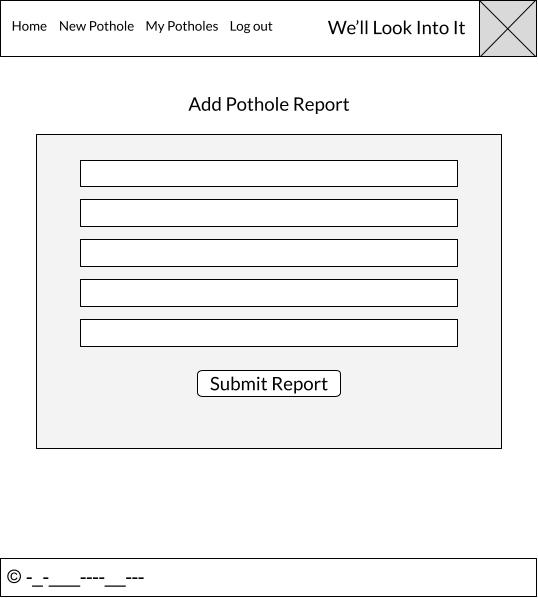 Home New Pothole My Potholes Log out We'll Look Into It
Add Pothole Report
Submit Report
© -_-___----__---